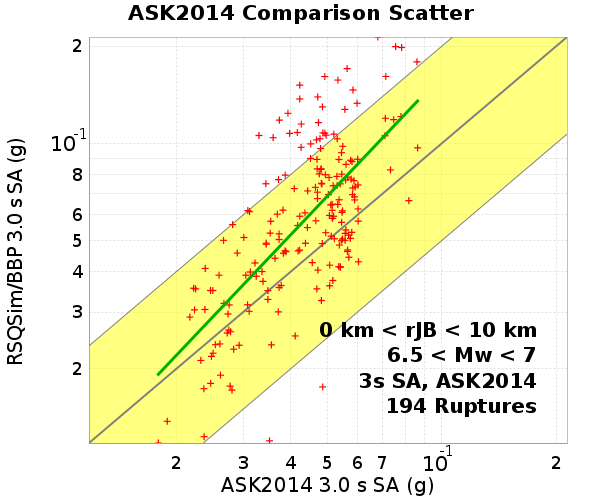 ASK2014 Comparison Scatter
RSQSim/BBP 3.0 s SA (g)
2
10-1
8
6
5
4
3
2
0 km < rJB < 10 km
6.5 < Mw < 7
3s SA, ASK2014
194 Ruptures
2 3 4 5 6 7 10-1 2
ASK2014 3.0 s SA (g)